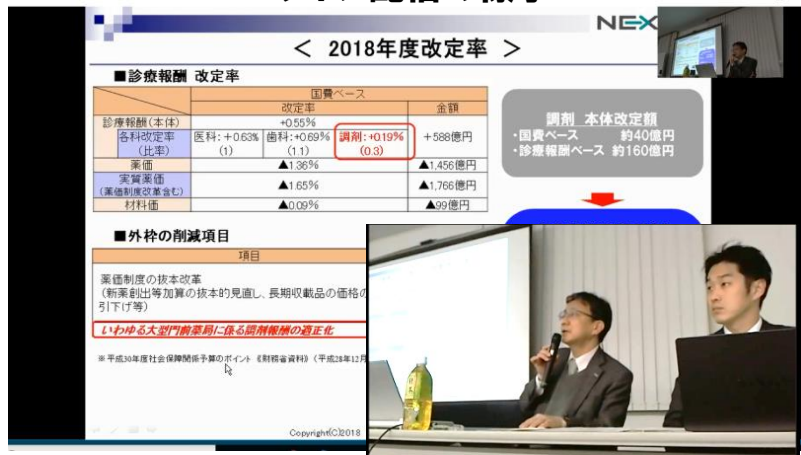 NEX
< 2018年度改定率 >
■診療報酬 改定率
国費ベース
改定率 金額
診療報酬(本体) +0.55% +588億円
各科改定率 医科:+0.63% 歯科:+0.69% 調剤:+0.19%
(比率) (1) (1.1) (0.3)
薬価 ▲1.36% ▲1,456億円
実質薬価 ▲1.65% ▲1,766億円
(薬価制度改革含む)
材料価 ▲0.09% ▲99億円
調剤 本体改定額
・国費ベース 約40億円
・診療報酬ベース 約160億円
■外枠の削減項目
項目
薬価制度の抜本改革
(新薬創出等加算の抜本的見直し、長期収載品の価格の
引下げ等)
いわゆる大型門前薬局に係る調剤報酬の適正化
※平成30年度社会保障関係予算のポイント《財務省資料》(平成28年12月
Copyright(C)2018